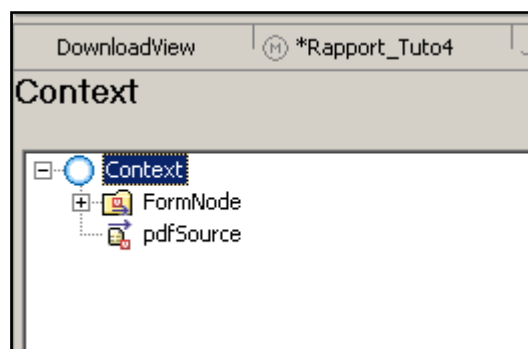 DownloadView
M *Rapport_Tuto4
Context
Context
FormNode
pdfSource